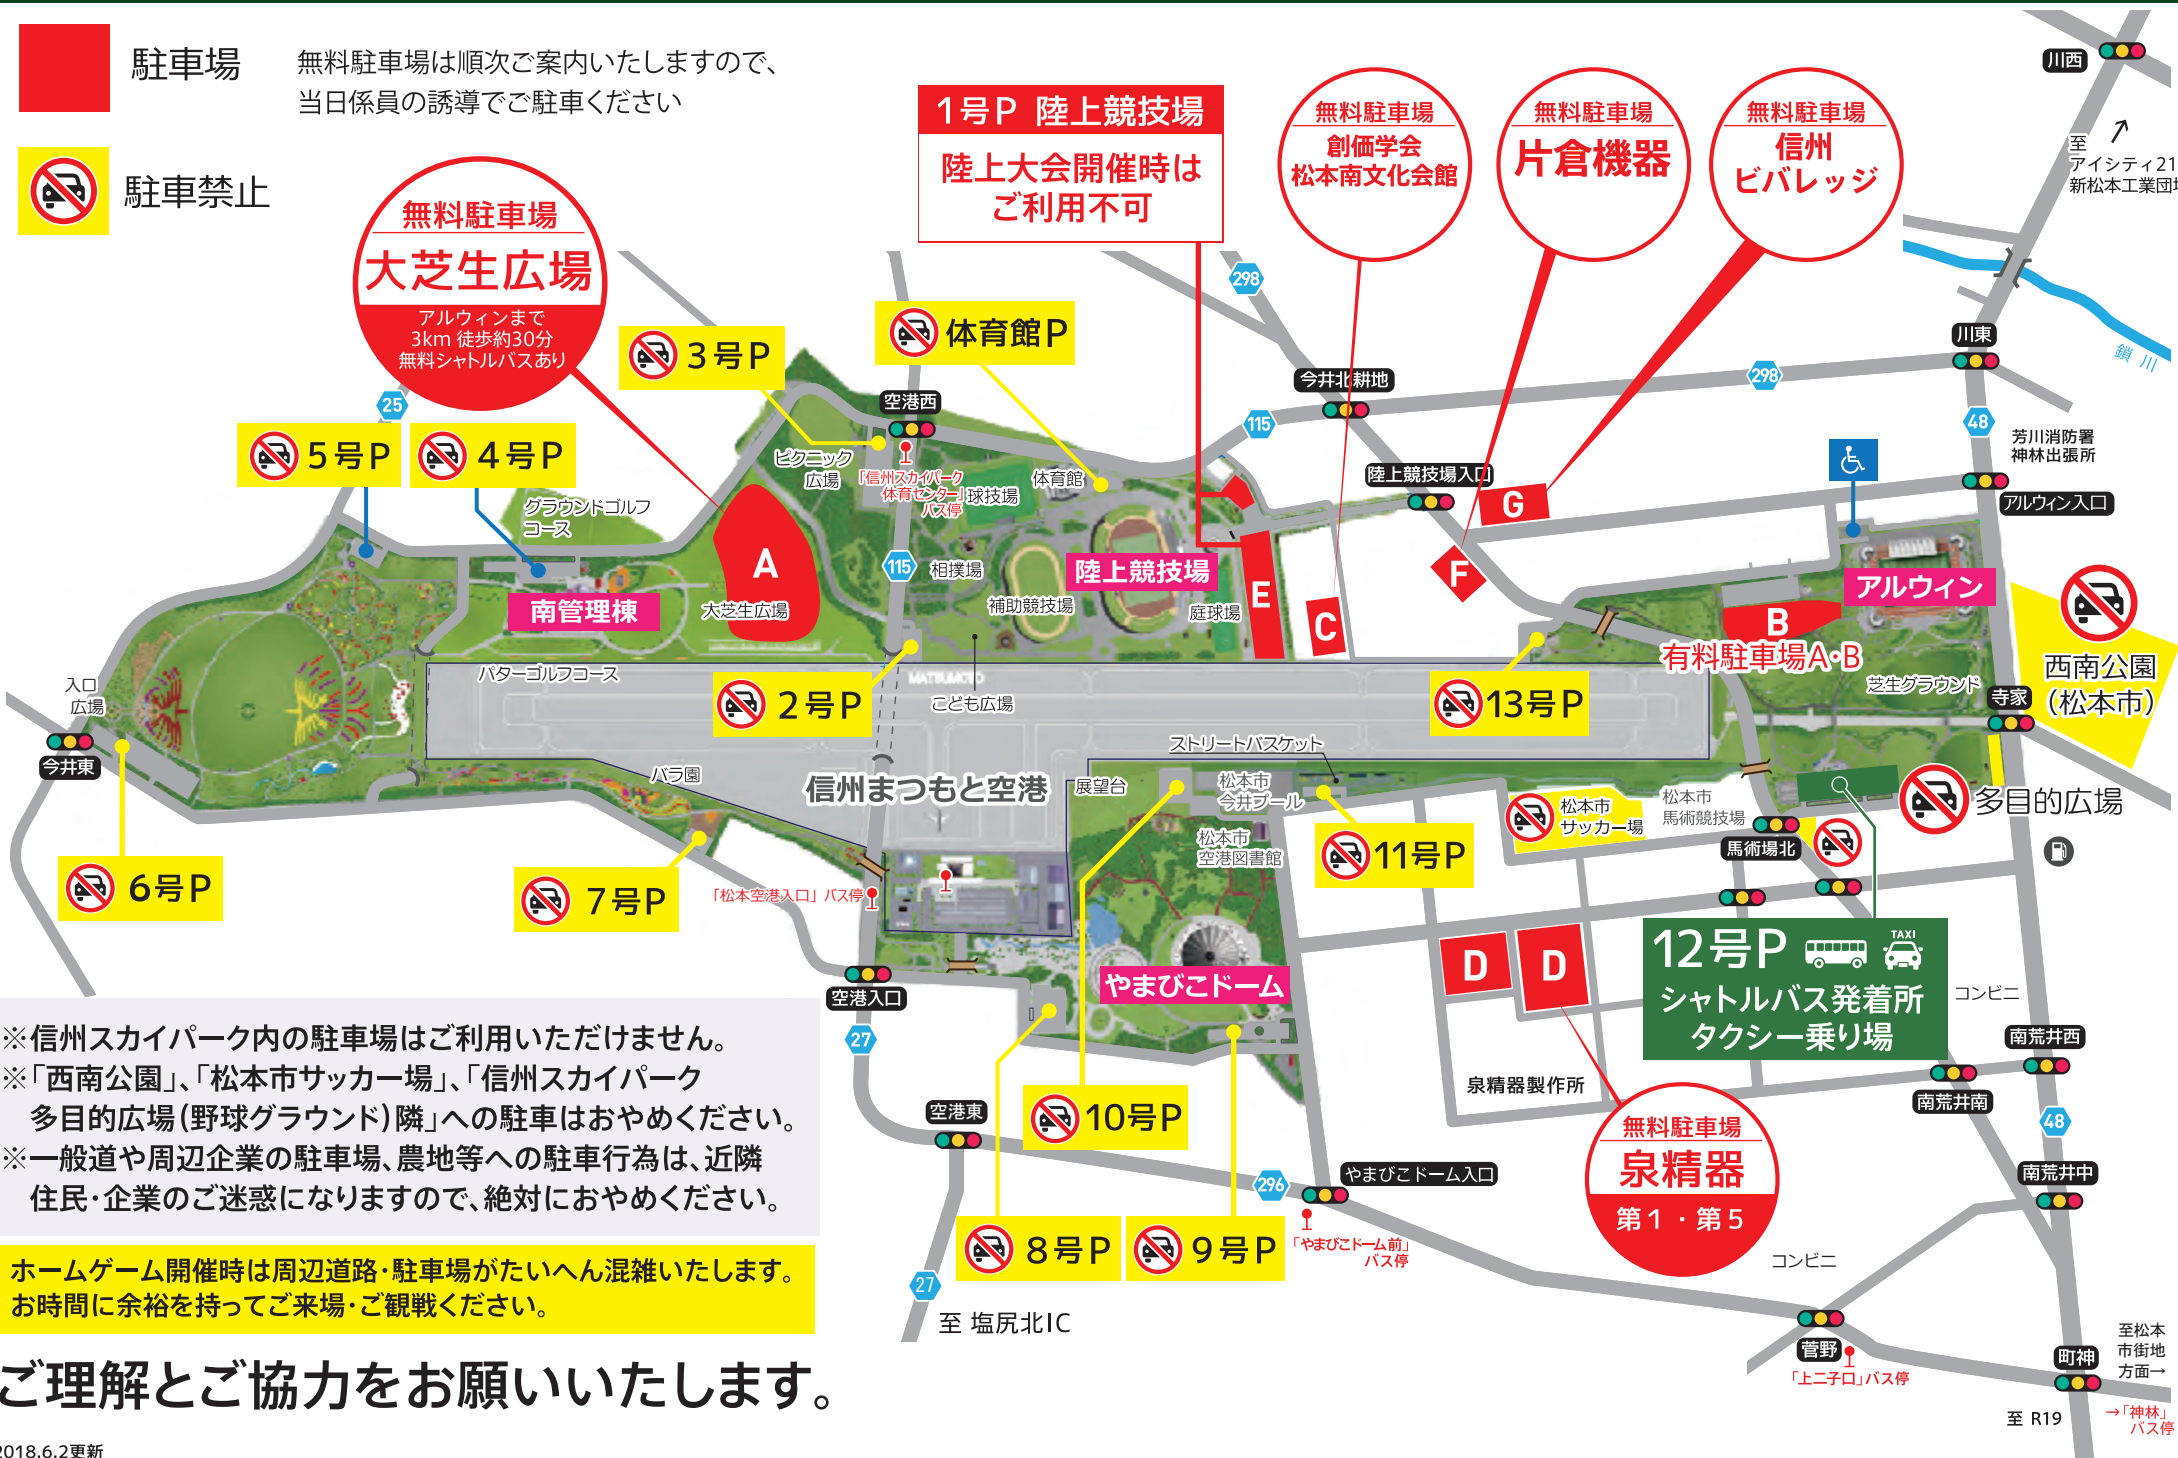 駐車場
無料駐車場は順次ご案内いたしますので、
当日係員の誘導でご駐車ください
駐車禁止
無料駐車場
大芝生広場
アルウィンまで
3km 徒歩約30分
無料シャトルバスあり
1号P 陸上競技場
陸上大会開催時は
ご利用不可
無料駐車場
創価学会
松本南文化会館
無料駐車場
片倉機器
無料駐車場
信州
ビバレッジ
川西
至
アイシティ21
298
川東
鎖川
3号P
体育館P
今井北耕地
298
25
空港西
115
48
芳川消防署
神林出張所
5号P
4号P
ピクニック
広場
「信州スカイパーク
体育センター」
バス停
球技場
体育館
陸上競技場入口
G
アルウィン入口
グラウンドゴルフ
コース
A
115
相撲場
陸上競技場
F
アルウィン
南管理棟
大芝生広場
補助競技場
庭球場
E
C
B
有料駐車場A・B
西南公園
(松本市)
パターゴルフコース
MATSUMOTO
入口
広場
2号P
こども広場
13号P
芝生グラウンド
寺家
今井東
バラ園
信州まつもと空港
展望台
ストリートバスケット
松本市
今井プール
松本市
サッカー場
松本市
馬術競技場
多目的広場
6号P
7号P
「松本空港入口」バス停
松本市
空港図書館
11号P
馬術場北
D
D
12号P
TAXI
シャトルバス発着所
タクシー乗り場
コンビニ
やまびこドーム
空港入口
27
南荒井西
南荒井南
泉精器製作所
※信州スカイパーク内の駐車場はご利用いただけません。
※「西南公園」、「松本市サッカー場」、「信州スカイパーク
多目的広場(野球グラウンド)隣」への駐車はおやめください。
※一般道や周辺企業の駐車場、農地等への駐車行為は、近隣
住民・企業のご迷惑になりますので、絶対におやめください。
空港東
10号P
無料駐車場
泉精器
第1・第5
48
南荒井中
296
やまびこドーム入口
8号P
9号P
「やまびこドーム前」
バス停
コンビニ
27
至 塩尻北IC
ホームゲーム開催時は周辺道路・駐車場がたいへん混雑いたします。
お時間に余裕を持ってご来場・ご観戦ください。
菅野
「上二子口」バス停
町神
至松本
市街地
方面→
→「神林」
バス停
至 R19
ご理解とご協力をお願いいたします。
2018.6.2更新